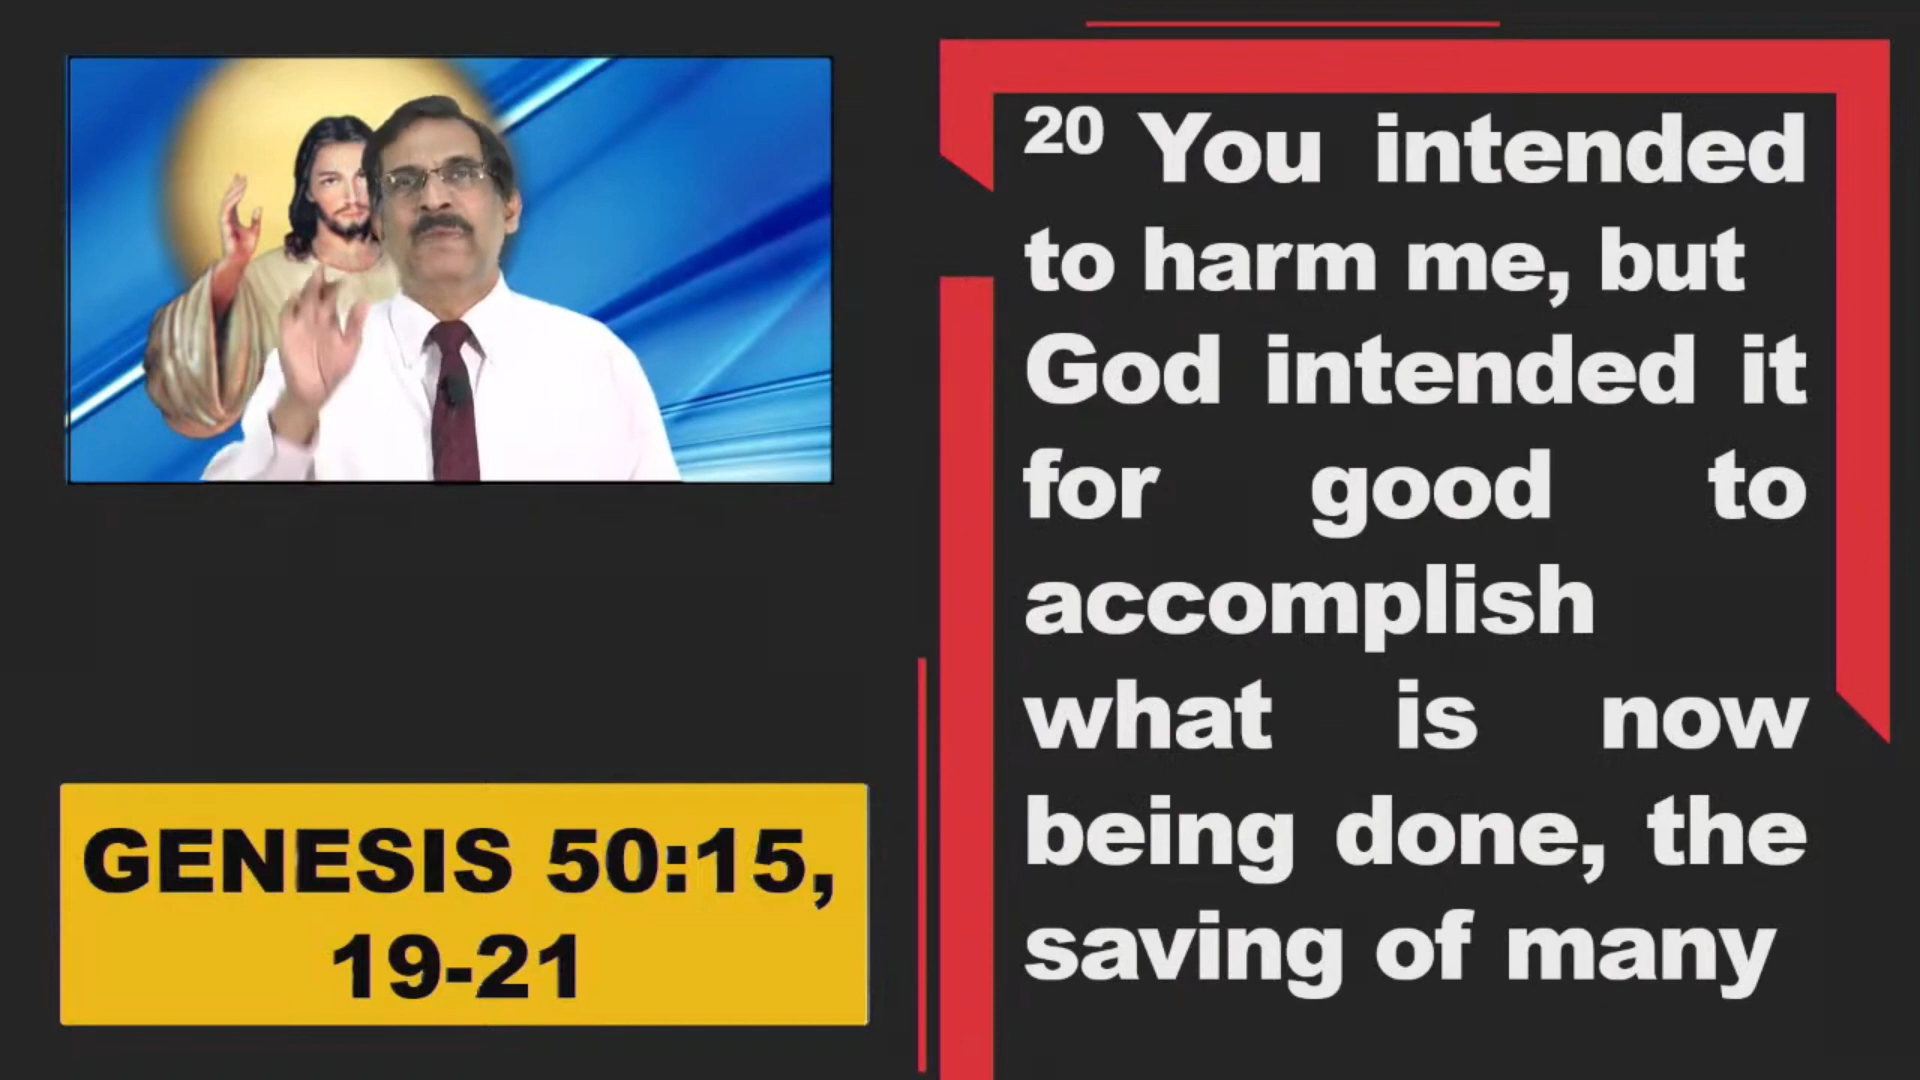 20 You intended
to harm me, but
God intended it
for good to
accomplish
what is now
being done, the
saving of many
GENESIS 50:15,
19-21